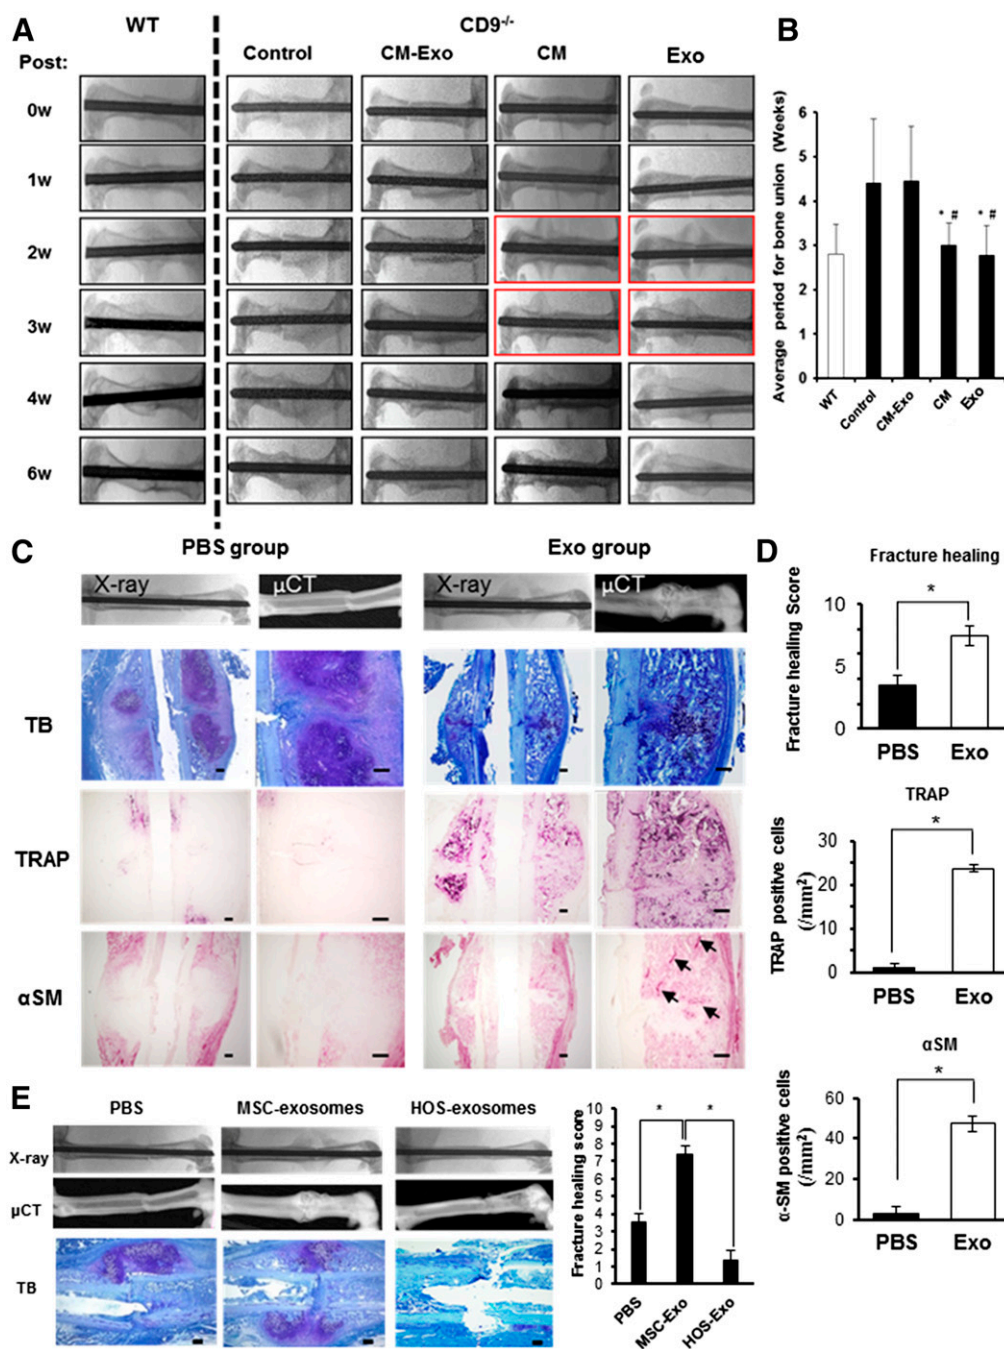 A
WT
CD9-/-
Post:
Control
CM-Exo
CM
Exo
0w
1w
2w
3w
4w
6w
B
Average period for bone union (Weeks)
6
5
4
3
2
1
0
* #
* #
WT
Control
CM-Exo
CM
Exo
C
PBS group
Exo group
X-ray
μCT
X-ray
μCT
TB
TRAP
αSM
D
Fracture healing
Fracture healing Score
10
5
0
*
PBS
Exo
TRAP
TRAP positive cells
(/mm²)
30
20
10
0
*
PBS
Exo
αSM
α-SM positive cells
(/mm²)
60
40
20
0
*
PBS
Exo
E
PBS
MSC-exosomes
HOS-exosomes
X-ray
μCT
TB
Fracture healing score
10
9
8
7
6
5
4
3
2
1
0
*
*
PBS
MSC-Exo
HOS-Exo